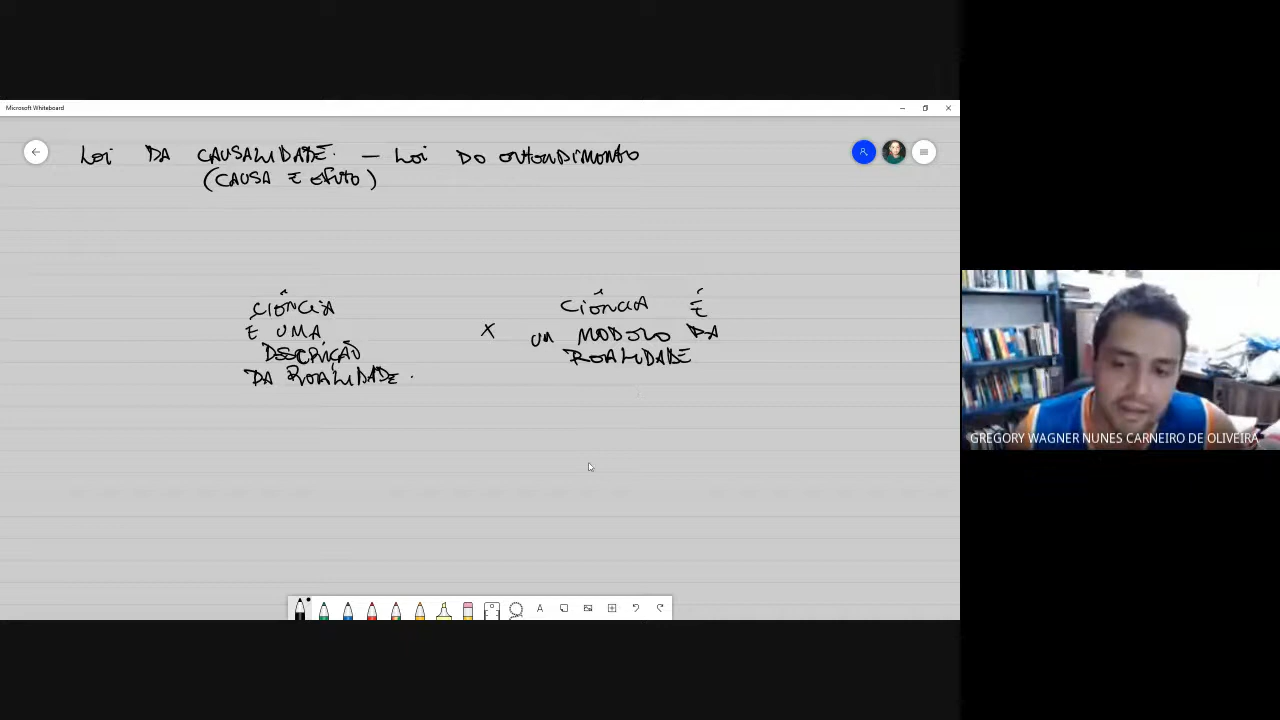 Microsoft Whiteboard
LEI DA CAUSALIDADE. — LEI DO ENTENDIMENTO
(CAUSA E EFEITO)
CIÊNCIA
É UMA
DESCRIÇÃO
DA REALIDADE.
X
CIÊNCIA É
UM MODELO DA
REALIDADE
GREGORY WAGNER NUNES CARNEIRO DE OLIVEIRA